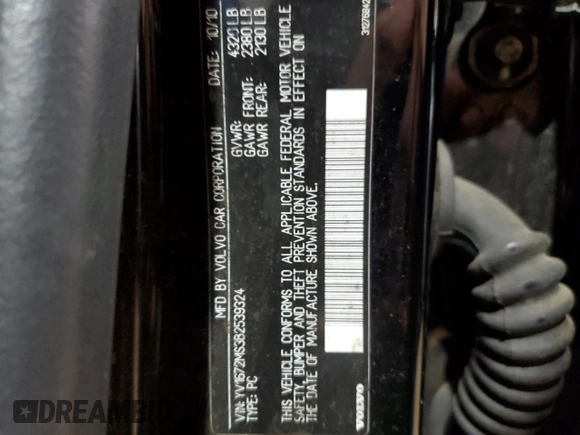 MFD BY VOLVO CAR CORPORATION DATE: 10/10
VIN: YV1672MS3B2539324 GVWR: 4320 LB
TYPE: PC GAWR FRONT: 2380 LB
GAWR REAR: 2130 LB
THIS VEHICLE CONFORMS TO ALL APPLICABLE FEDERAL MOTOR VEHICLE
SAFETY, BUMPER AND THEFT PREVENTION STANDARDS IN EFFECT ON
THE DATE OF MANUFACTURE SHOWN ABOVE.
VOLVO